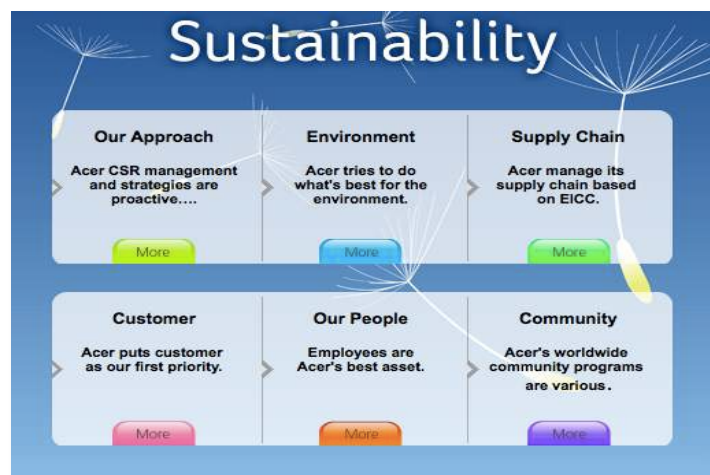 Sustainability
Our Approach
Acer CSR management
and strategies are
proactive....
More
Environment
Acer tries to do
what's best for the
environment.
More
Supply Chain
Acer manage its
supply chain based
on EICC.
More
Customer
Acer puts customer
as our first priority.
More
Our People
Employees are
Acer's best asset.
More
Community
Acer's worldwide
community programs
are various.
More